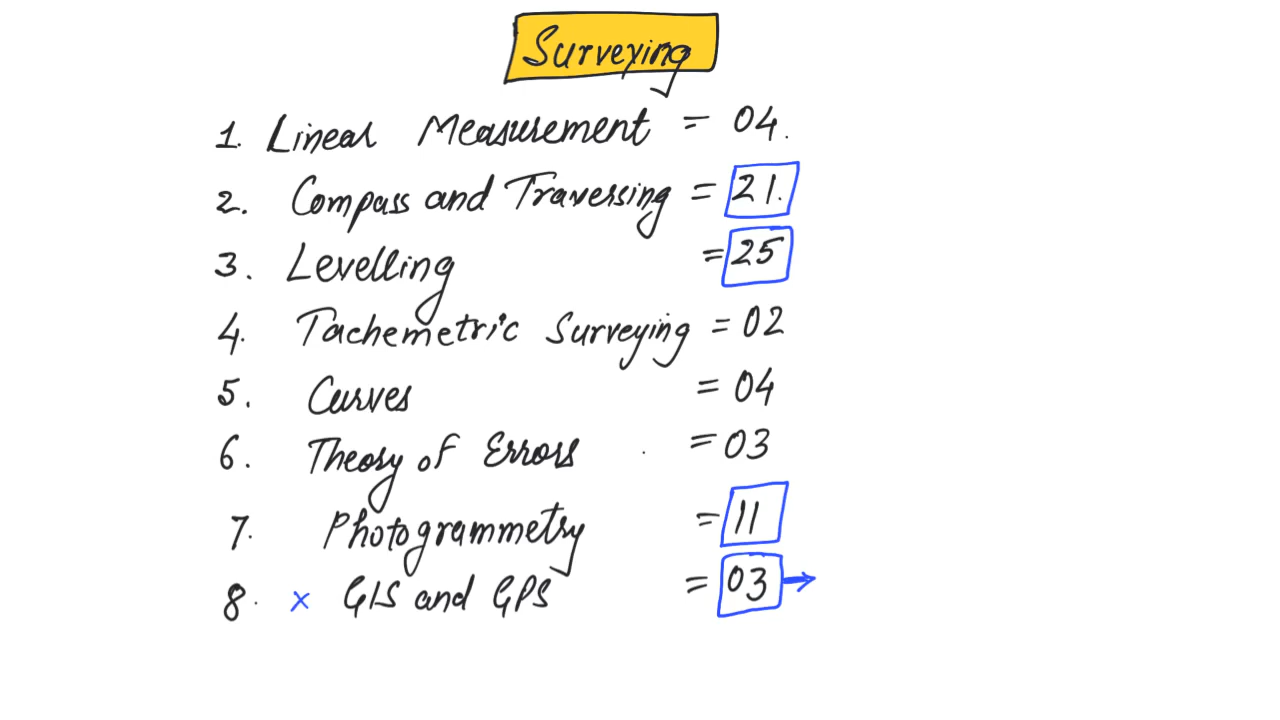 Surveying
1. Linear Measurement = 04.
2. Compass and Traversing = 21.
3. Levelling = 25
4. Tachemetric Surveying = 02
5. Curves = 04
6. Theory of Errors = 03
7. Photogrammetry = 11
8. × GIS and GPS = 03 →